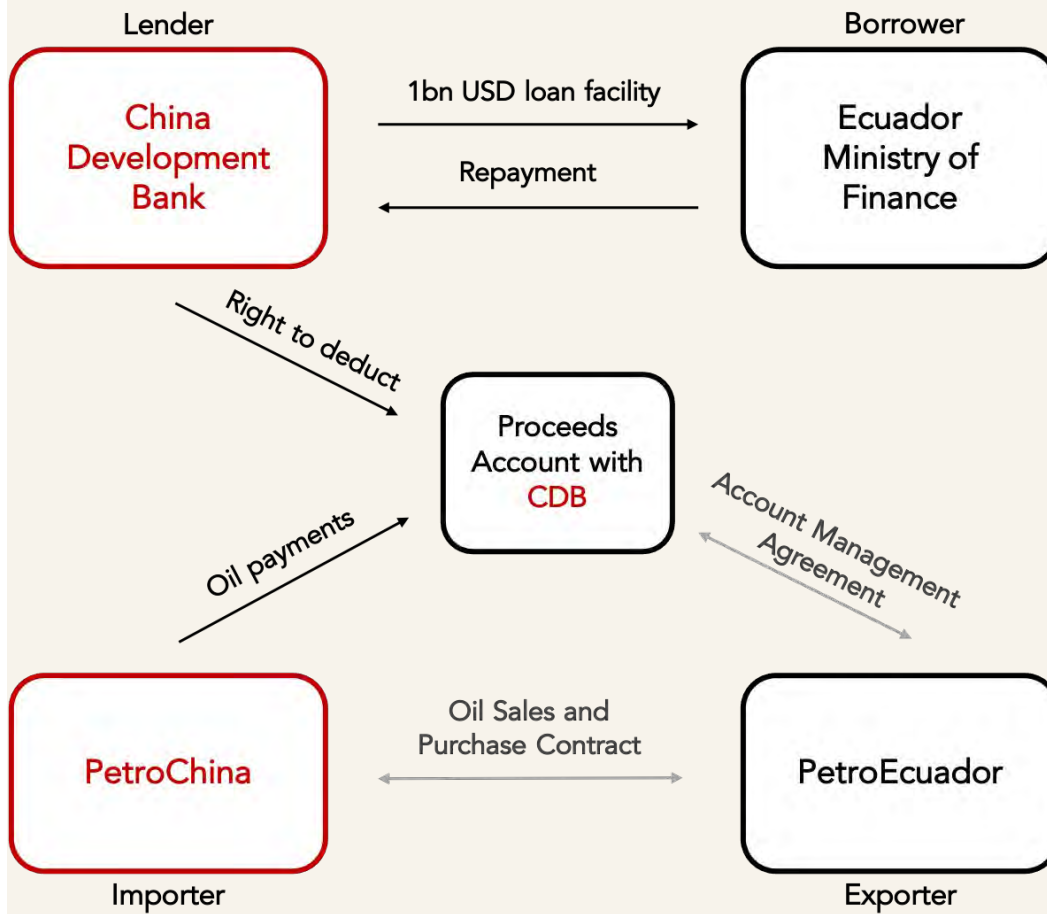 Lender
Borrower
China
Development
Bank
1bn USD loan facility
Repayment
Ecuador
Ministry of
Finance
Right to deduct
Proceeds
Account with
CDB
Oil payments
Account Management
Agreement
PetroChina
Oil Sales and
Purchase Contract
PetroEcuador
Importer
Exporter